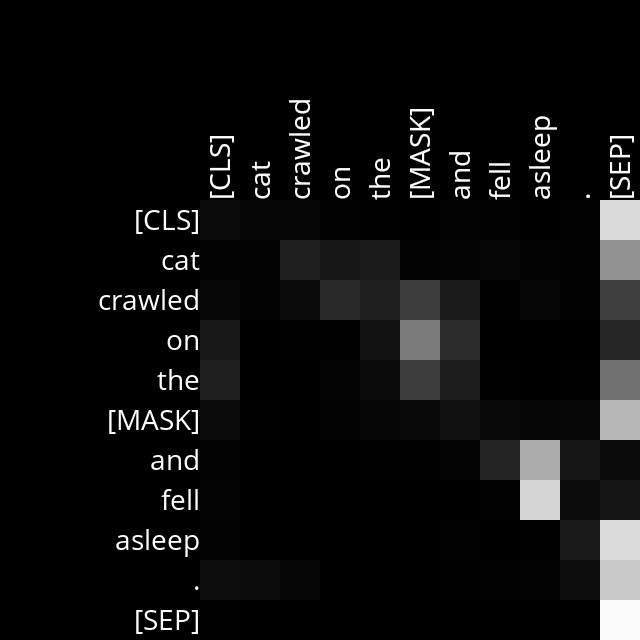 [CLS] cat crawled on the [MASK] and fell asleep . [SEP]
[CLS]
cat
crawled
on
the
[MASK]
and
fell
asleep
.
[SEP]